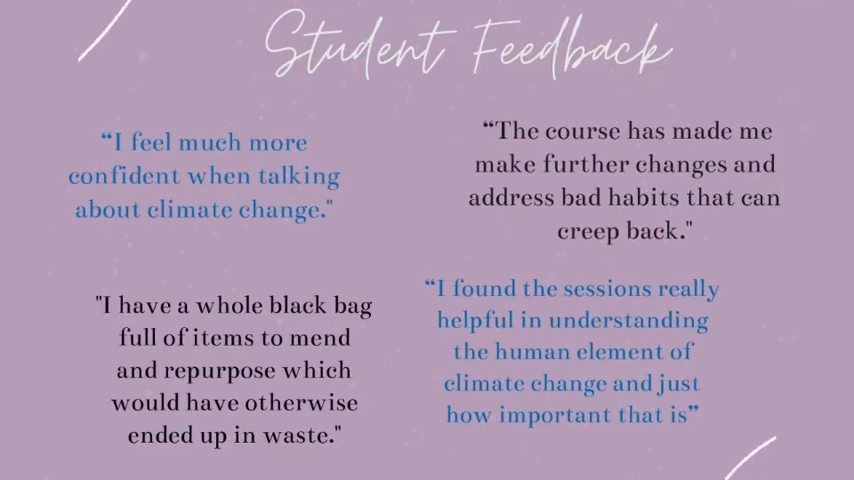 Student Feedback
“I feel much more
confident when talking
about climate change."
“The course has made me
make further changes and
address bad habits that can
creep back."
"I have a whole black bag
full of items to mend
and repurpose which
would have otherwise
ended up in waste."
“I found the sessions really
helpful in understanding
the human element of
climate change and just
how important that is”